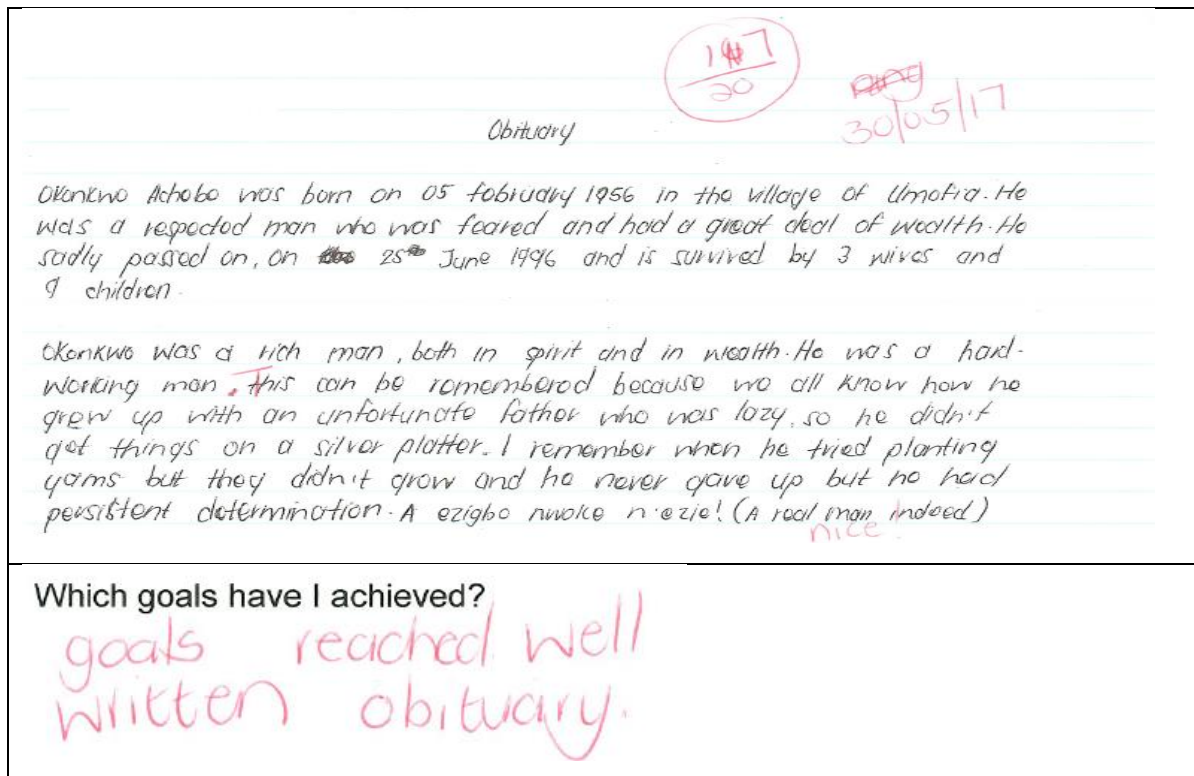 17
20
30/05/17
Obituary
Okonkwo Achebe was born on 05 february 1956 in the village of Umofia. He
was a respected man who was feared and had a great deal of wealth. He
sadly passed on, on 25th June 1996 and is survived by 3 wives and
9 children.
Okonkwo was a rich man, both in spirit and in wealth. He was a hard-
working man. This can be remembered because we all know how he
grew up with an unfortunate father who was lazy, so he didn't
get things on a silver platter. I remember when he tried planting
yams but they didn't grow and he never gave up but he had
persistent determination. A ezigbo nwoke n'ezie! (A real man indeed)
nice!
Which goals have I achieved?
goals reached well
written obituary.